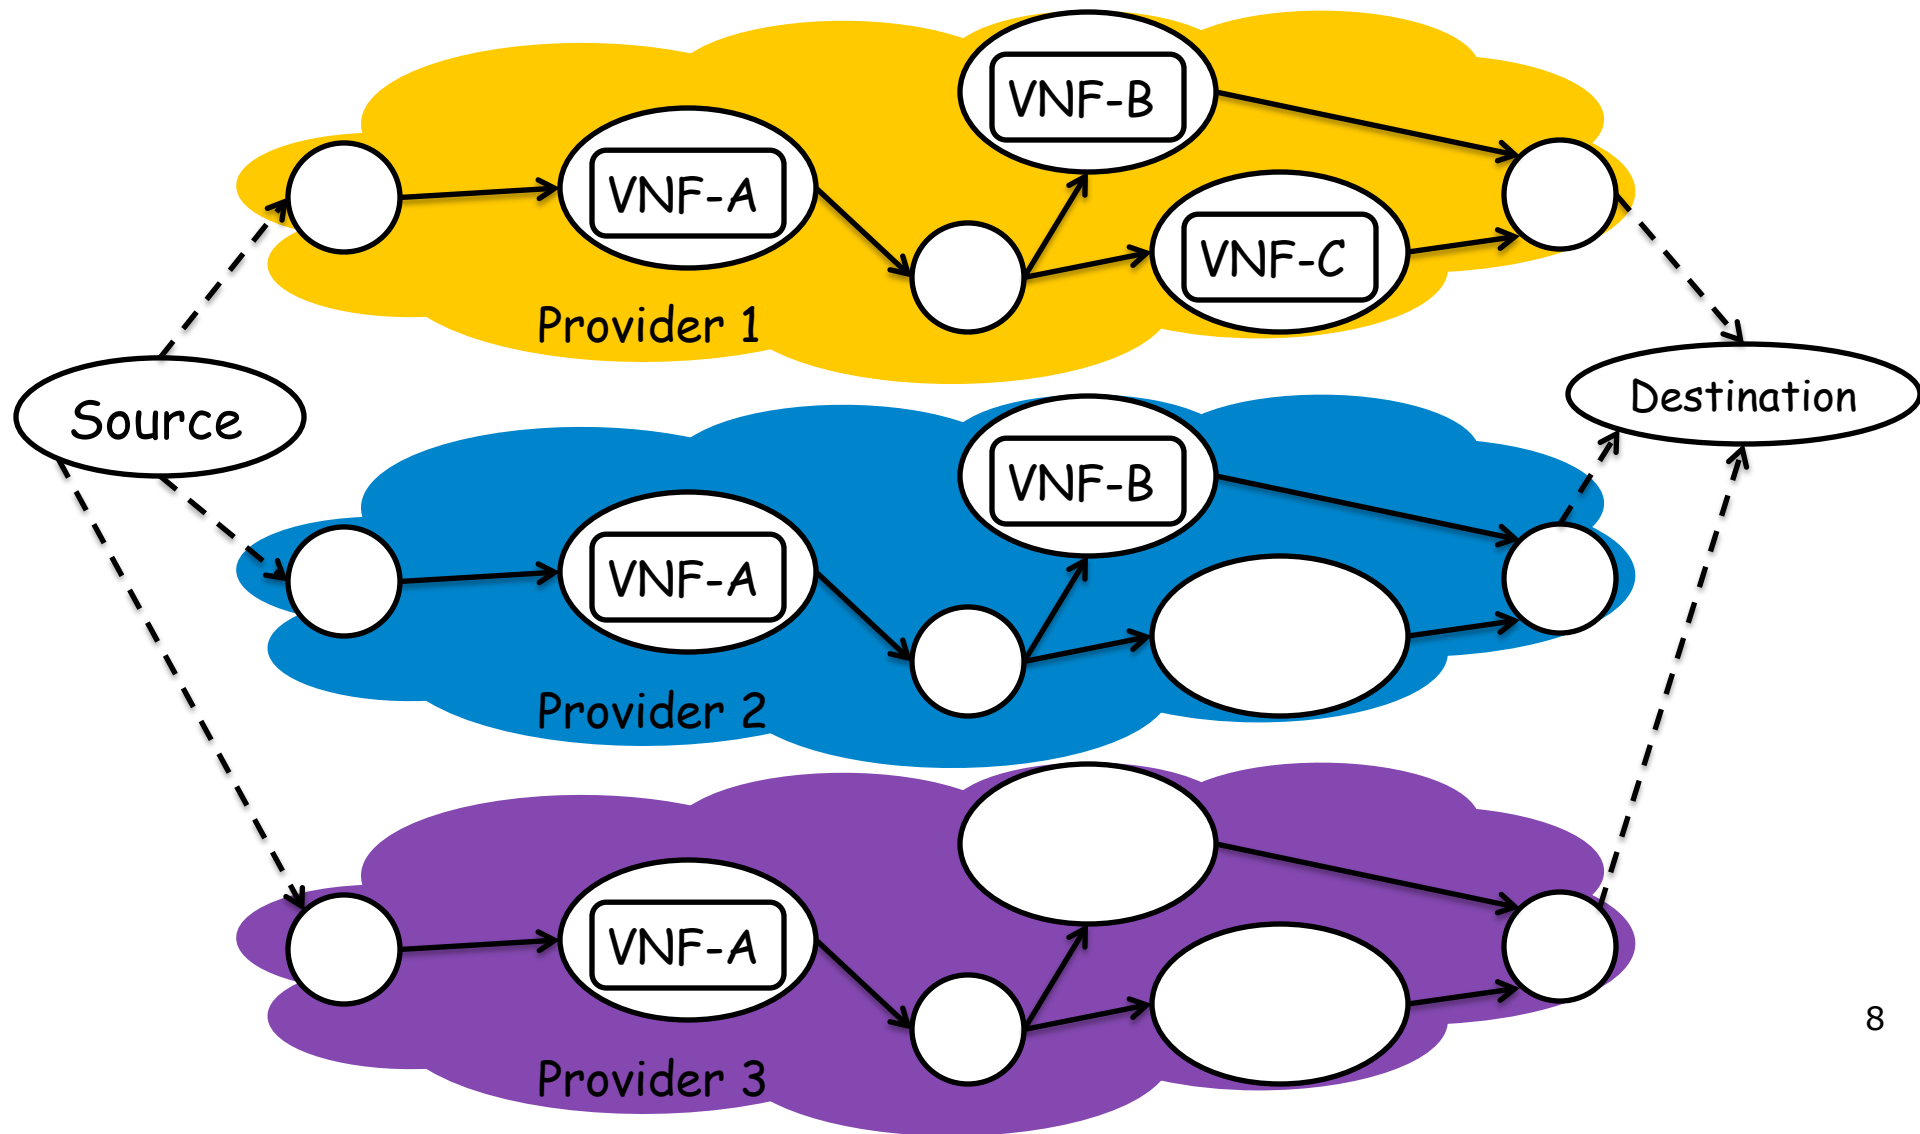 VNF-B
VNF-A
VNF-C
Provider 1
Source
Destination
VNF-B
VNF-A
Provider 2
VNF-A
Provider 3
8